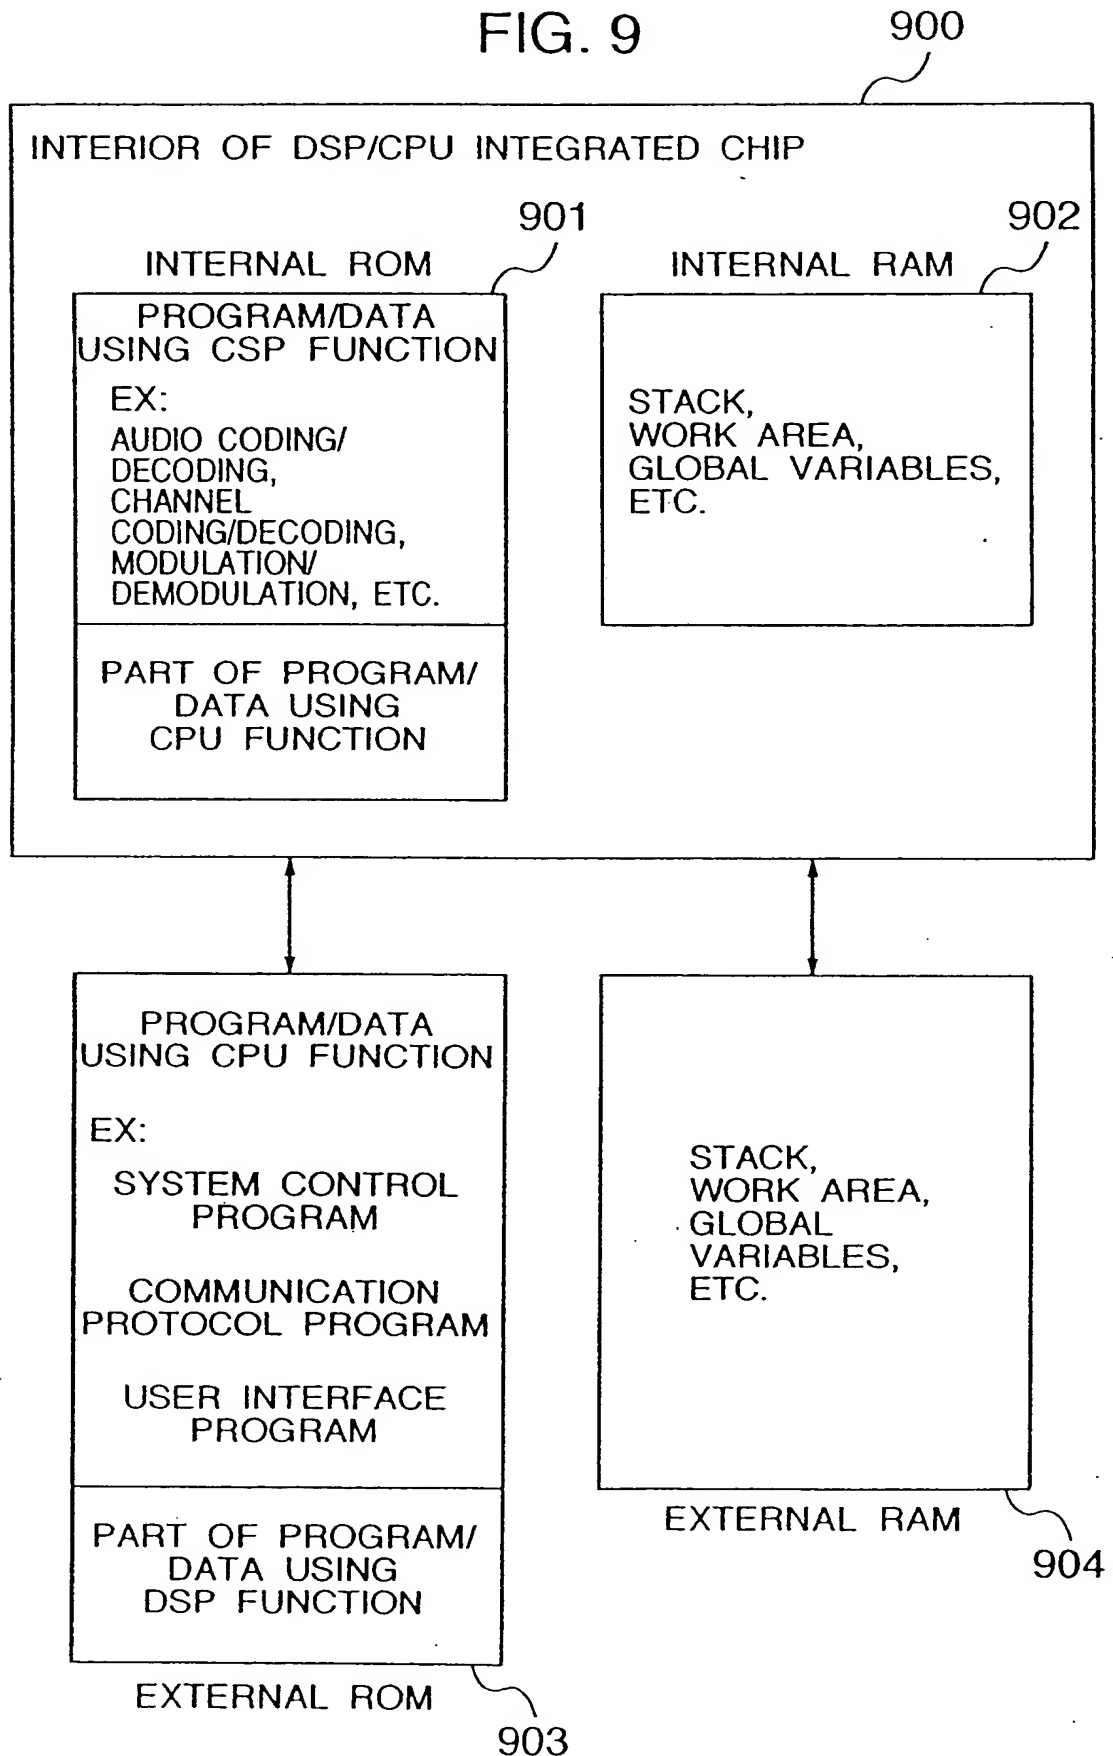 FIG. 9
900
INTERIOR OF DSP/CPU INTEGRATED CHIP
901
INTERNAL ROM
PROGRAM/DATA
USING CSP FUNCTION
EX:
AUDIO CODING/
DECODING,
CHANNEL
CODING/DECODING,
MODULATION/
DEMODULATION, ETC.
PART OF PROGRAM/
DATA USING
CPU FUNCTION
902
INTERNAL RAM
STACK,
WORK AREA,
GLOBAL VARIABLES,
ETC.
PROGRAM/DATA
USING CPU FUNCTION
EX:
SYSTEM CONTROL
PROGRAM
COMMUNICATION
PROTOCOL PROGRAM
USER INTERFACE
PROGRAM
PART OF PROGRAM/
DATA USING
DSP FUNCTION
EXTERNAL ROM
903
STACK,
WORK AREA,
GLOBAL
VARIABLES,
ETC.
EXTERNAL RAM
904